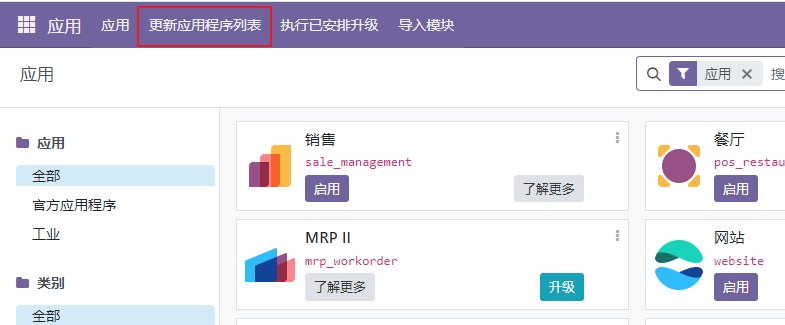 应用 应用 更新应用程序列表 执行已安排升级 导入模块
应用
应用
应用
全部
官方应用程序
工业
类别
全部
销售
sale_management
启用 了解更多
MRP II
mrp_workorder
了解更多 升级
餐厅
pos_restau
启用
网站
website
启用